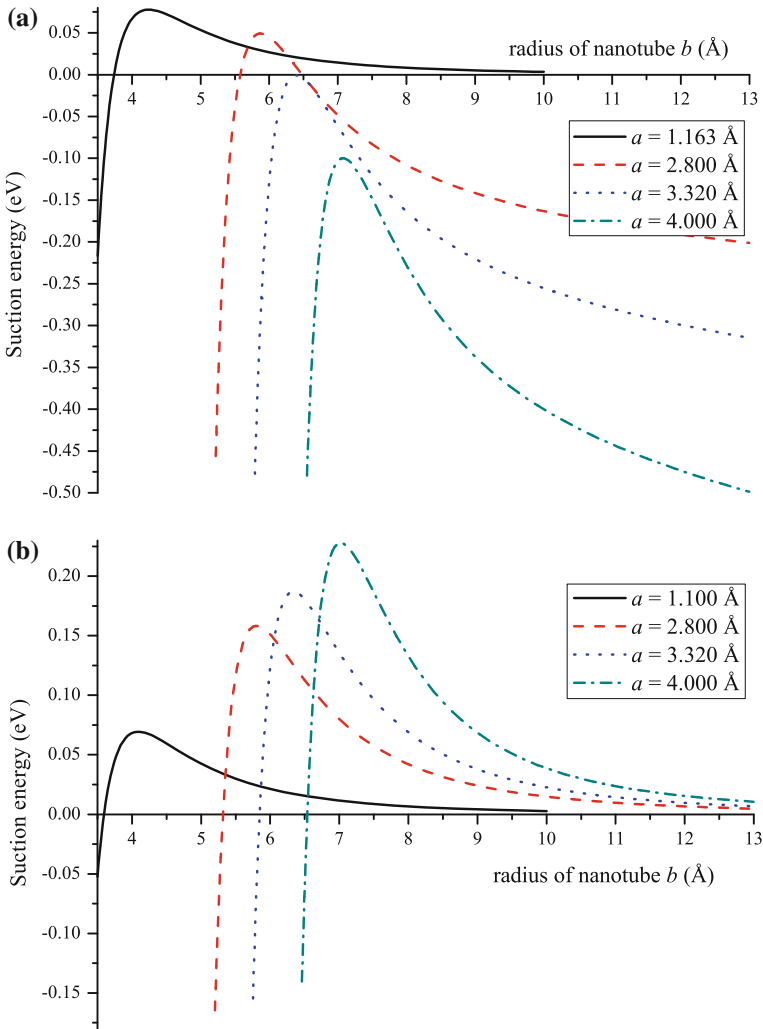 (a)
0.05
0.00
-0.05
-0.10
-0.15
-0.20
-0.25
-0.30
-0.35
-0.40
-0.45
-0.50
Suction energy (eV)
radius of nanotube b (Å)
4 5 6 7 8 9 10 11 12 13
a = 1.163 Å
a = 2.800 Å
a = 3.320 Å
a = 4.000 Å
(b)
0.20
0.15
0.10
0.05
0.00
-0.05
-0.10
-0.15
Suction energy (eV)
a = 1.100 Å
a = 2.800 Å
a = 3.320 Å
a = 4.000 Å
4 5 6 7 8 9 10 11 12 13
radius of nanotube b (Å)